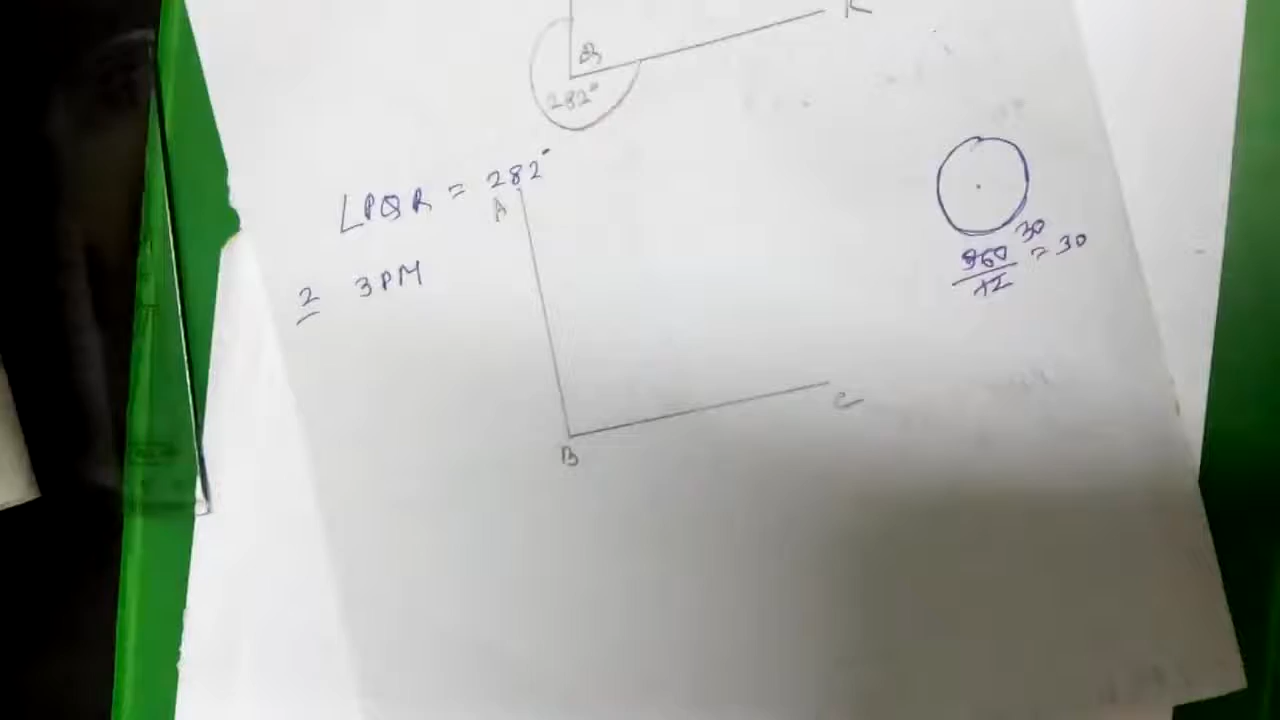 R
Q
282°
∠PQR = 282°
A
2 3PM
B
C
30
360/12 = 30